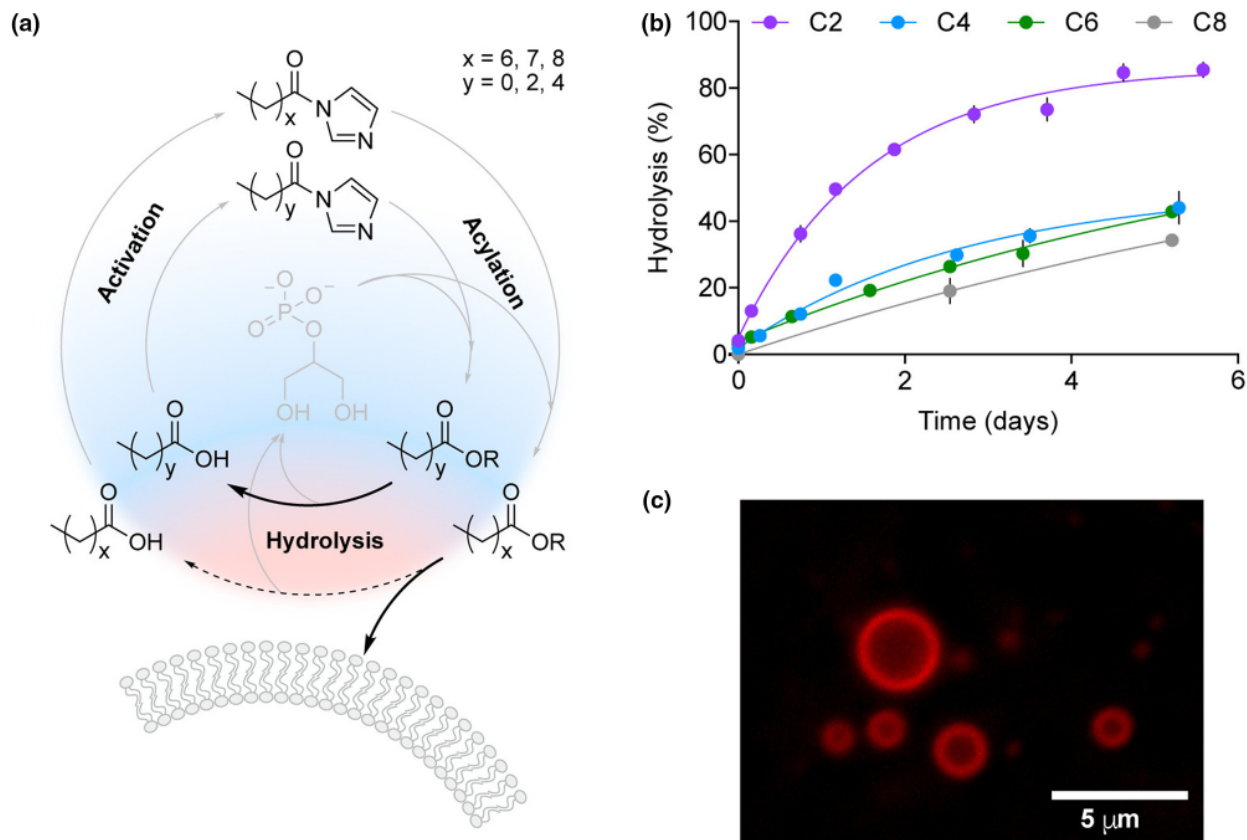 (a)
x = 6, 7, 8
y = 0, 2, 4
O
x
N
N
O
y
N
N
Activation
Acylation
O−
−O
P
O
O
OH OH
O
y
OH
O
y
OR
O
x
OH
Hydrolysis
O
x
OR
(b)
C2 C4 C6 C8
100
80
60
40
20
0
Hydrolysis (%)
0 2 4 6
Time (days)
(c)
5 μm